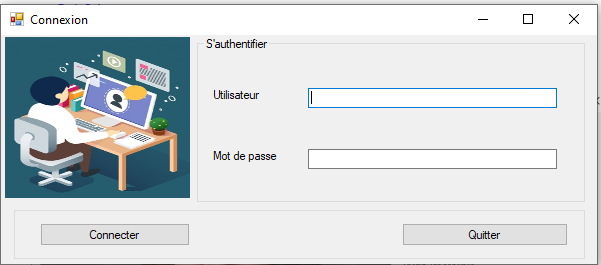 Connexion
S'authentifier
Utilisateur
Mot de passe
Connecter
Quitter